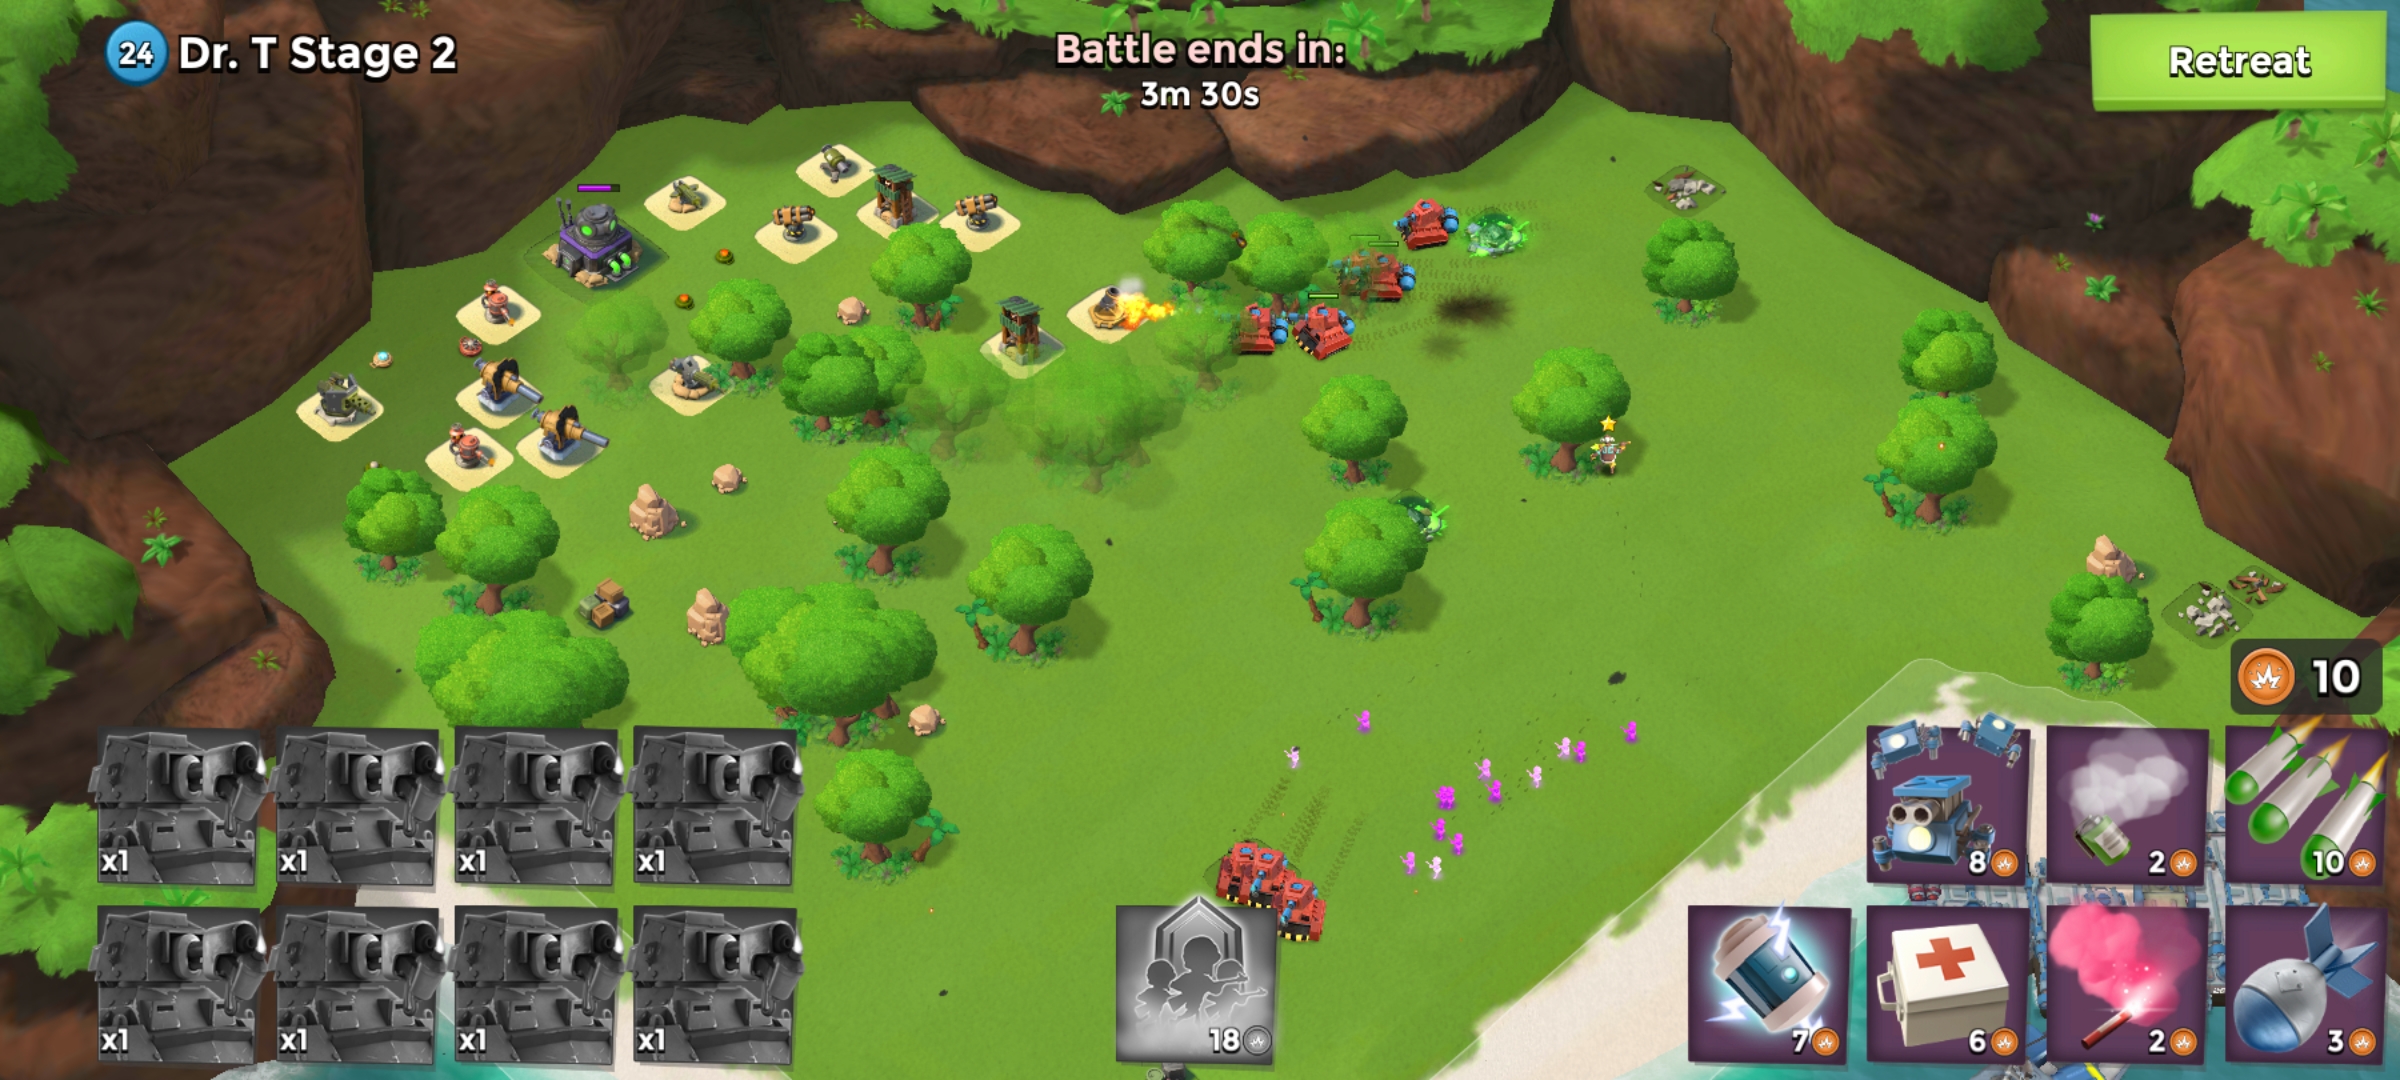 24 Dr. T Stage 2
Battle ends in:
3m 30s
Retreat
10
x1
x1
x1
x1
8
2
10
x1
x1
x1
x1
18
7
6
2
3